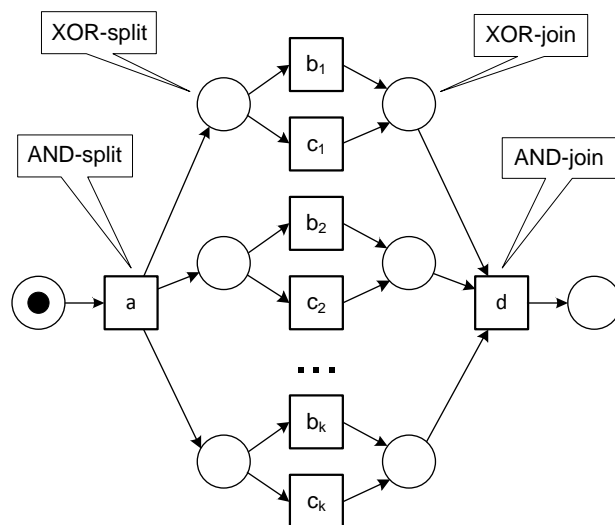 XOR-split
XOR-join
b₁
c₁
AND-split
AND-join
b₂
a
c₂
d
...
bₖ
cₖ